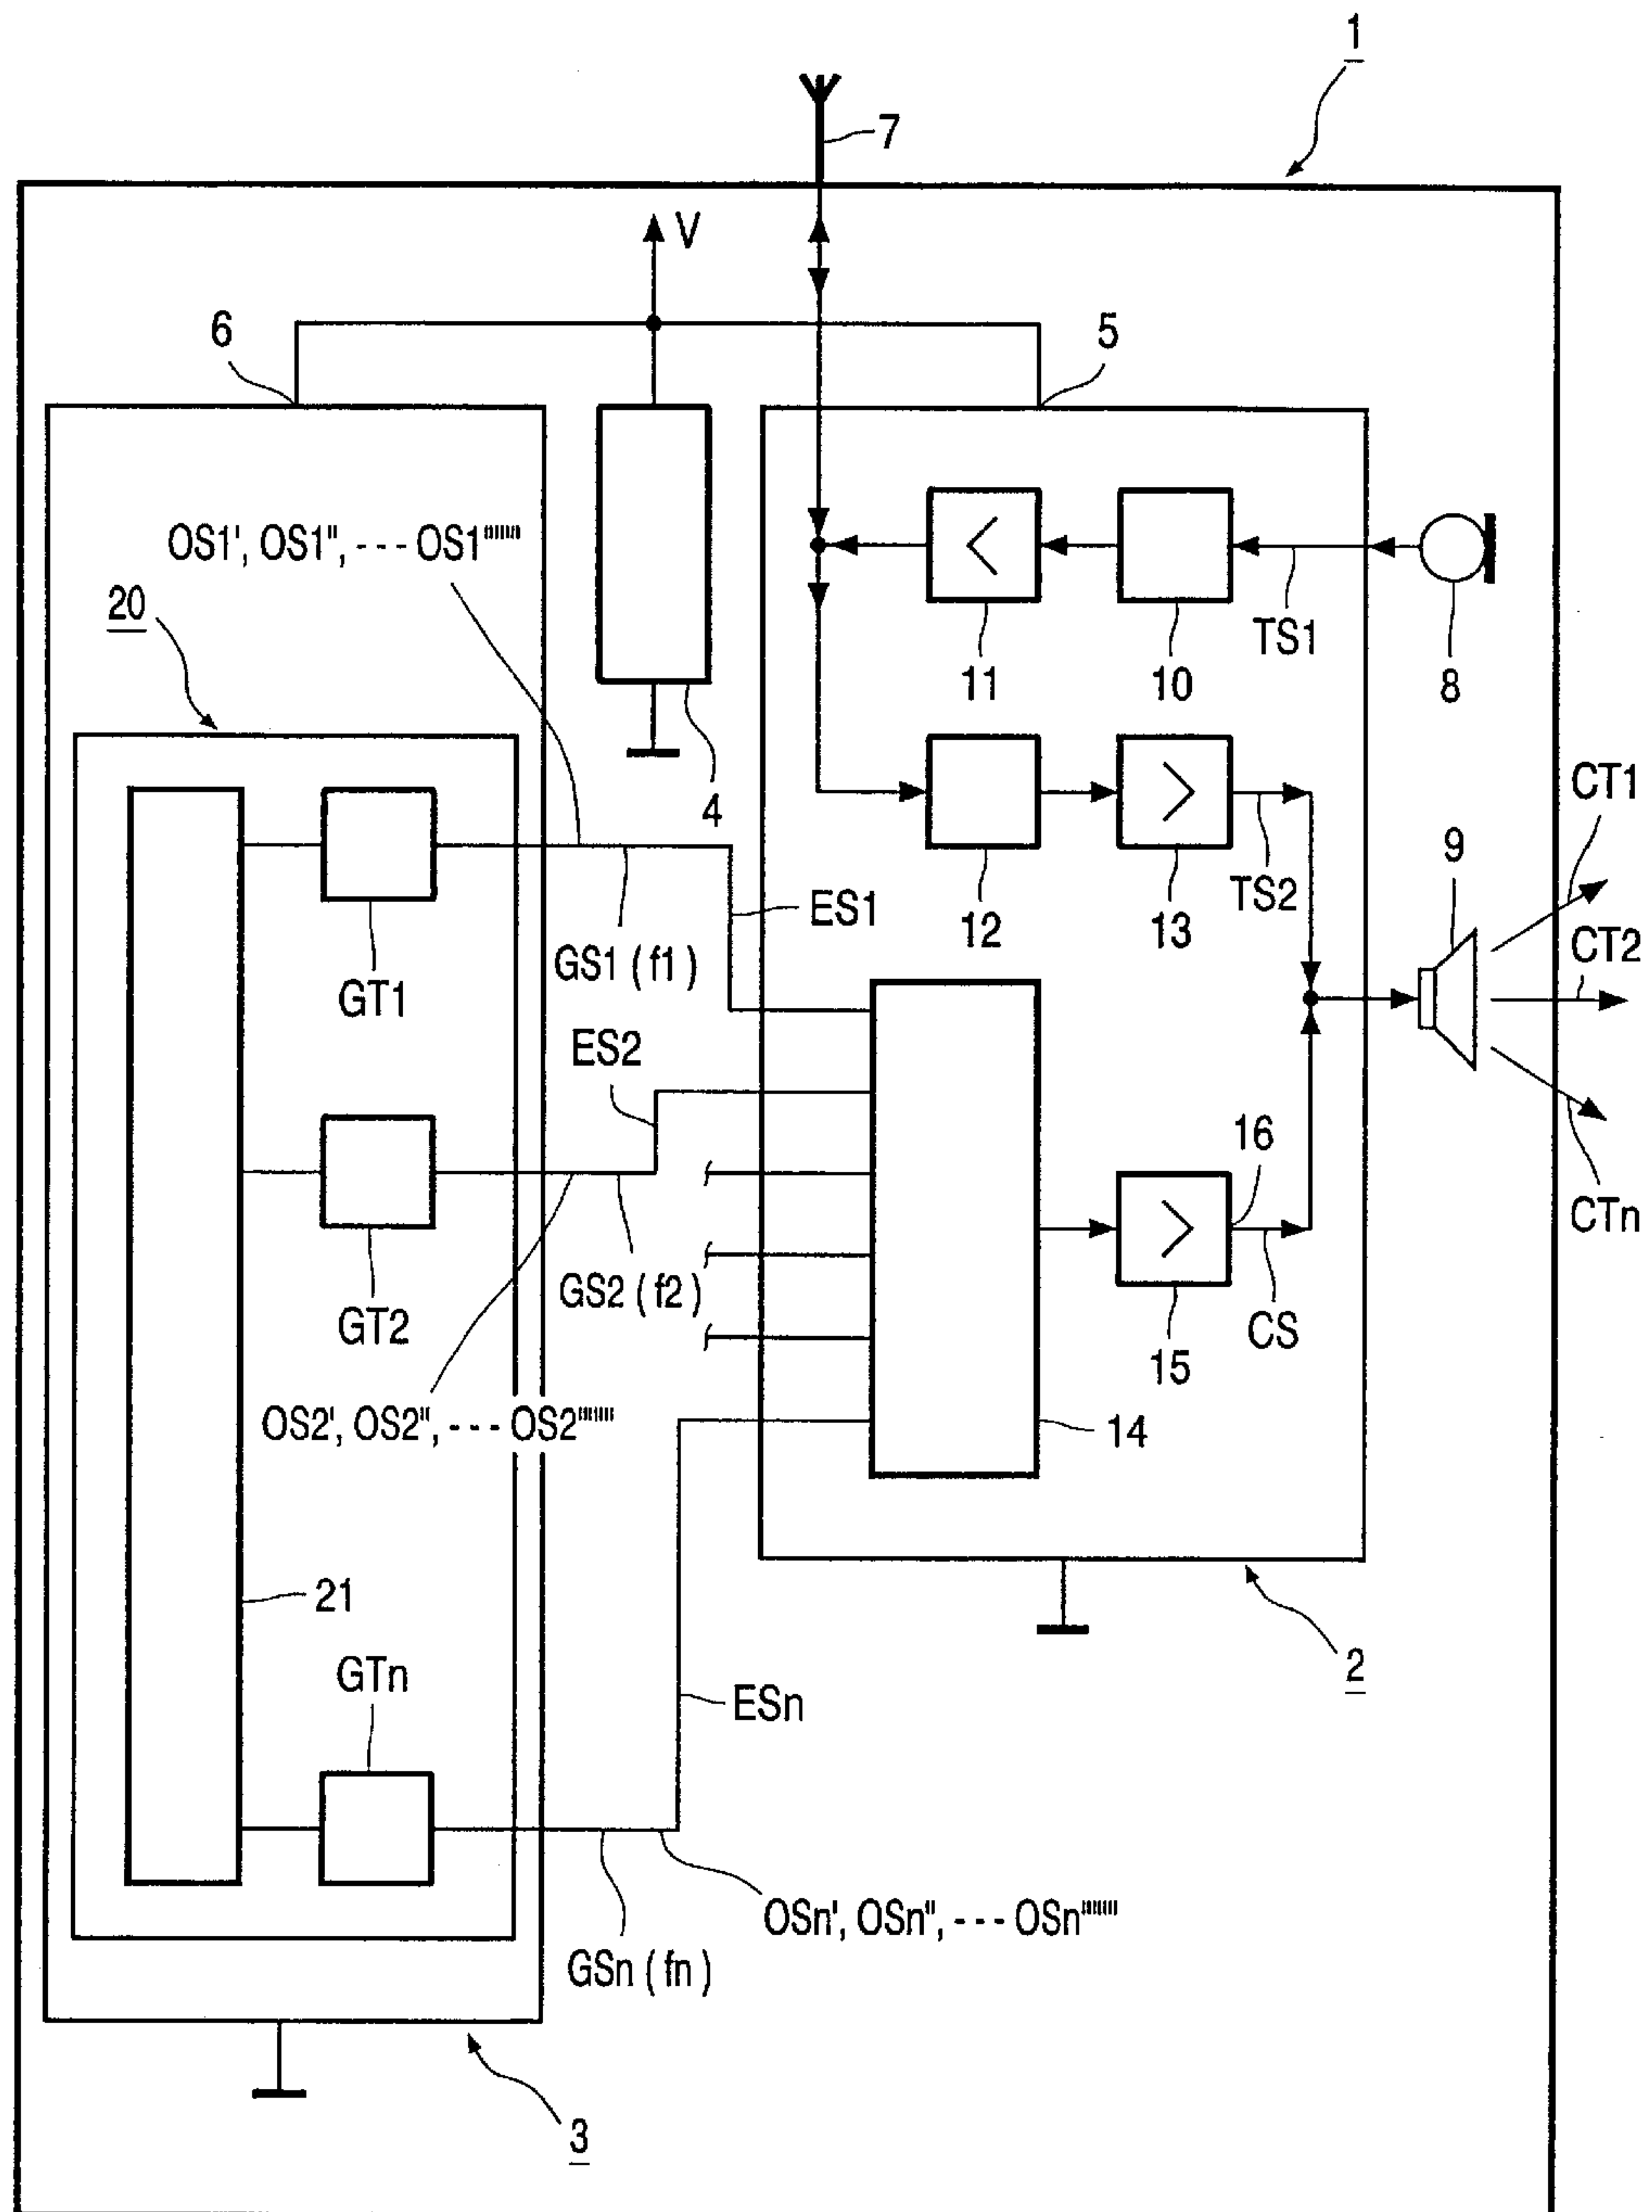 1
7
V
6
5
OS1', OS1", - - - OS1""""
20
11
10
TS1
8
4
CT1
9
12
13
TS2
ES1
CT2
GS1 ( f1 )
GT1
ES2
16
CTn
GS2 ( f2 )
GT2
15
CS
OS2', OS2", - - - OS2""""
14
21
2
GTn
ESn
OSn', OSn", - - - OSn""""
GSn ( fn )
3